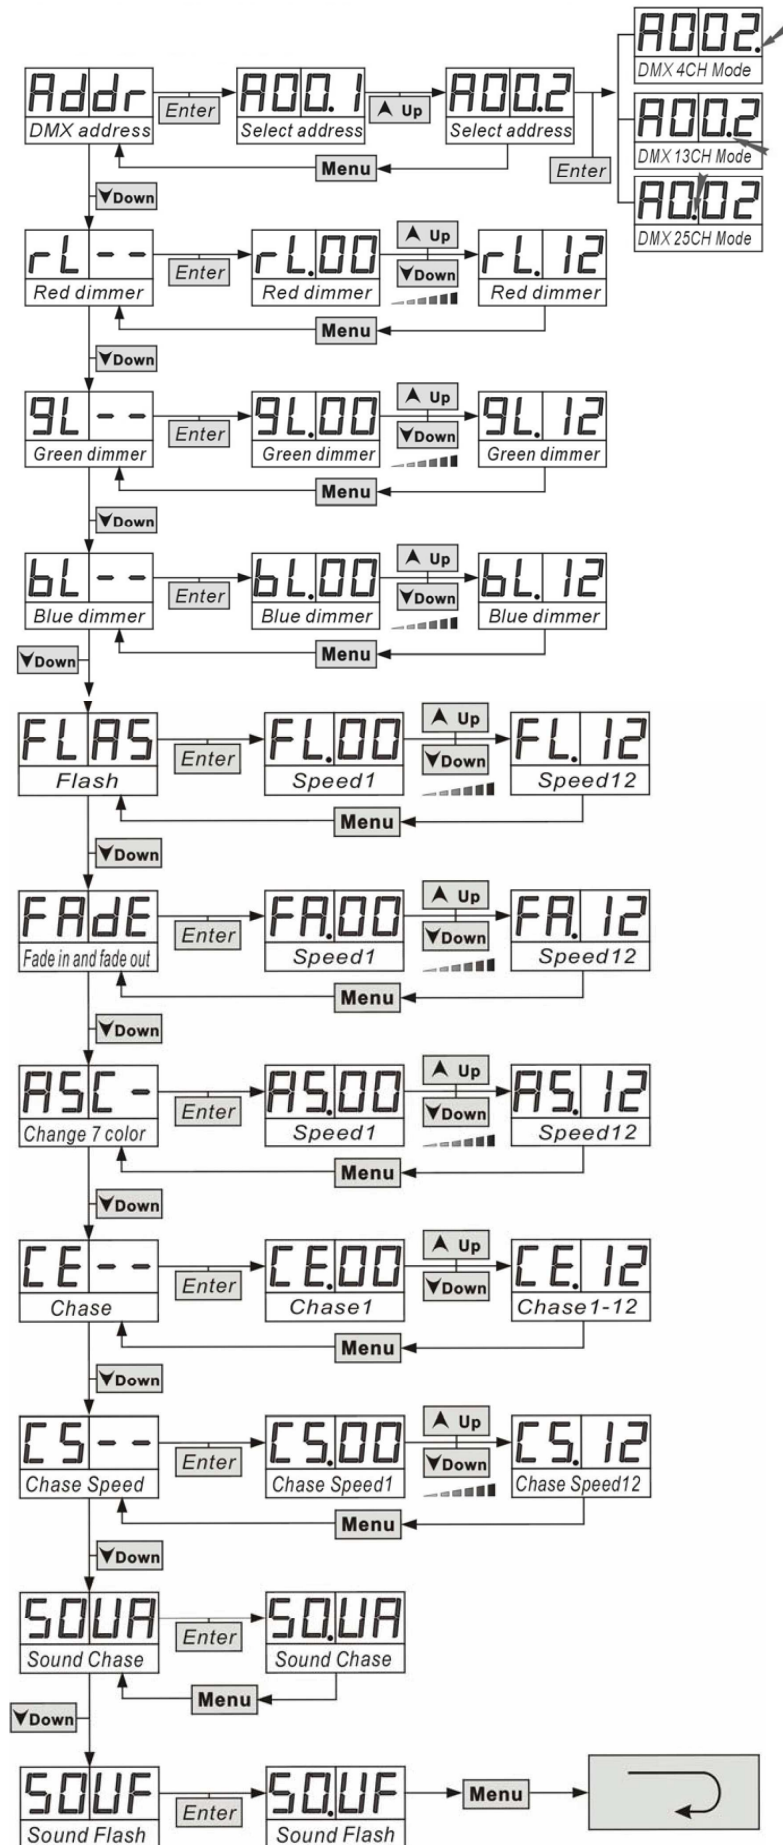 A002.
DMX 4CH Mode
Addr
DMX address
Enter
A00.1
Select address
Up
A00.2
Select address
Enter
A00.2
DMX 13CH Mode
A0.02
DMX 25CH Mode
Menu
Down
rL--
Red dimmer
Enter
rL.00
Red dimmer
Up
Down
rL.12
Red dimmer
Menu
Down
gL--
Green dimmer
Enter
gL.00
Green dimmer
Up
Down
gL.12
Green dimmer
Menu
Down
bL--
Blue dimmer
Enter
bL.00
Blue dimmer
Up
Down
bL.12
Blue dimmer
Menu
Down
FLAS
Flash
Enter
FL.00
Speed1
Up
Down
FL.12
Speed12
Menu
Down
FAdE
Fade in and fade out
Enter
FA.00
Speed1
Up
Down
FA.12
Speed12
Menu
Down
ASC-
Change 7 color
Enter
AS.00
Speed1
Up
Down
AS.12
Speed12
Menu
Down
CE--
Chase
Enter
CE.00
Chase1
Up
Down
CE.12
Chase1-12
Menu
Down
CS--
Chase Speed
Enter
CS.00
Chase Speed1
Up
Down
CS.12
Chase Speed12
Menu
Down
SOUA
Sound Chase
Enter
SO.UA
Sound Chase
Menu
Down
SOUF
Sound Flash
Enter
SO.UF
Sound Flash
Menu